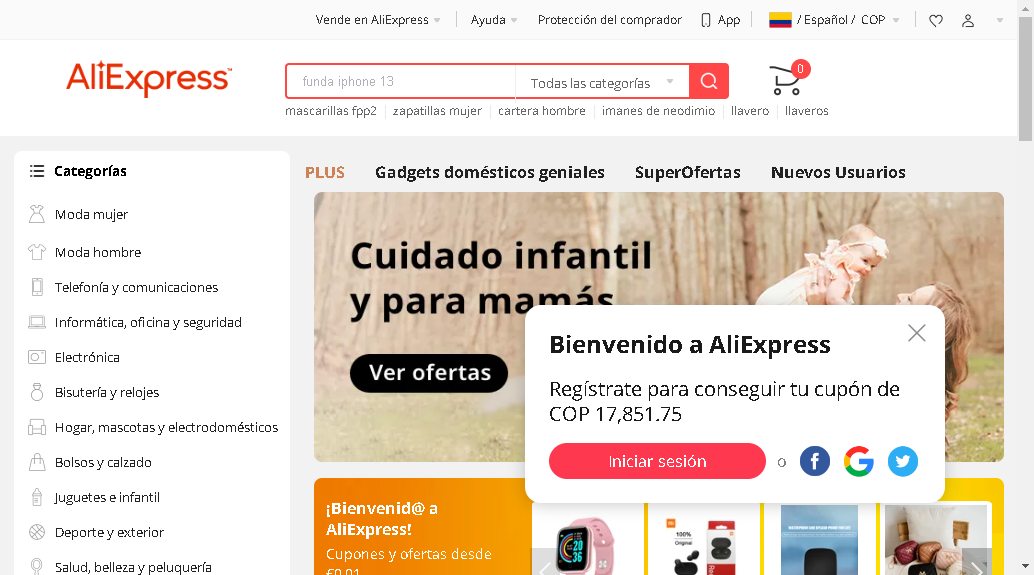 Vende en AliExpress
Ayuda
Protección del comprador
App
/ Español / COP
AliExpress
funda iphone 13
Todas las categorías
0
mascarillas fpp2
zapatillas mujer
cartera hombre
imanes de neodimio
llavero
llaveros
Categorías
PLUS
Gadgets domésticos geniales
SuperOfertas
Nuevos Usuarios
Moda mujer
Moda hombre
Telefonía y comunicaciones
Informática, oficina y seguridad
Electrónica
Bisutería y relojes
Hogar, mascotas y electrodomésticos
Bolsos y calzado
Juguetes e infantil
Deporte y exterior
Salud, belleza y peluquería
Cuidado infantil
y para mamás
Ver ofertas
Bienvenido a AliExpress
Regístrate para conseguir tu cupón de
COP 17,851.75
Iniciar sesión
o
¡Bienvenid@ a
AliExpress!
Cupones y ofertas desde
€0,01
100%
Original